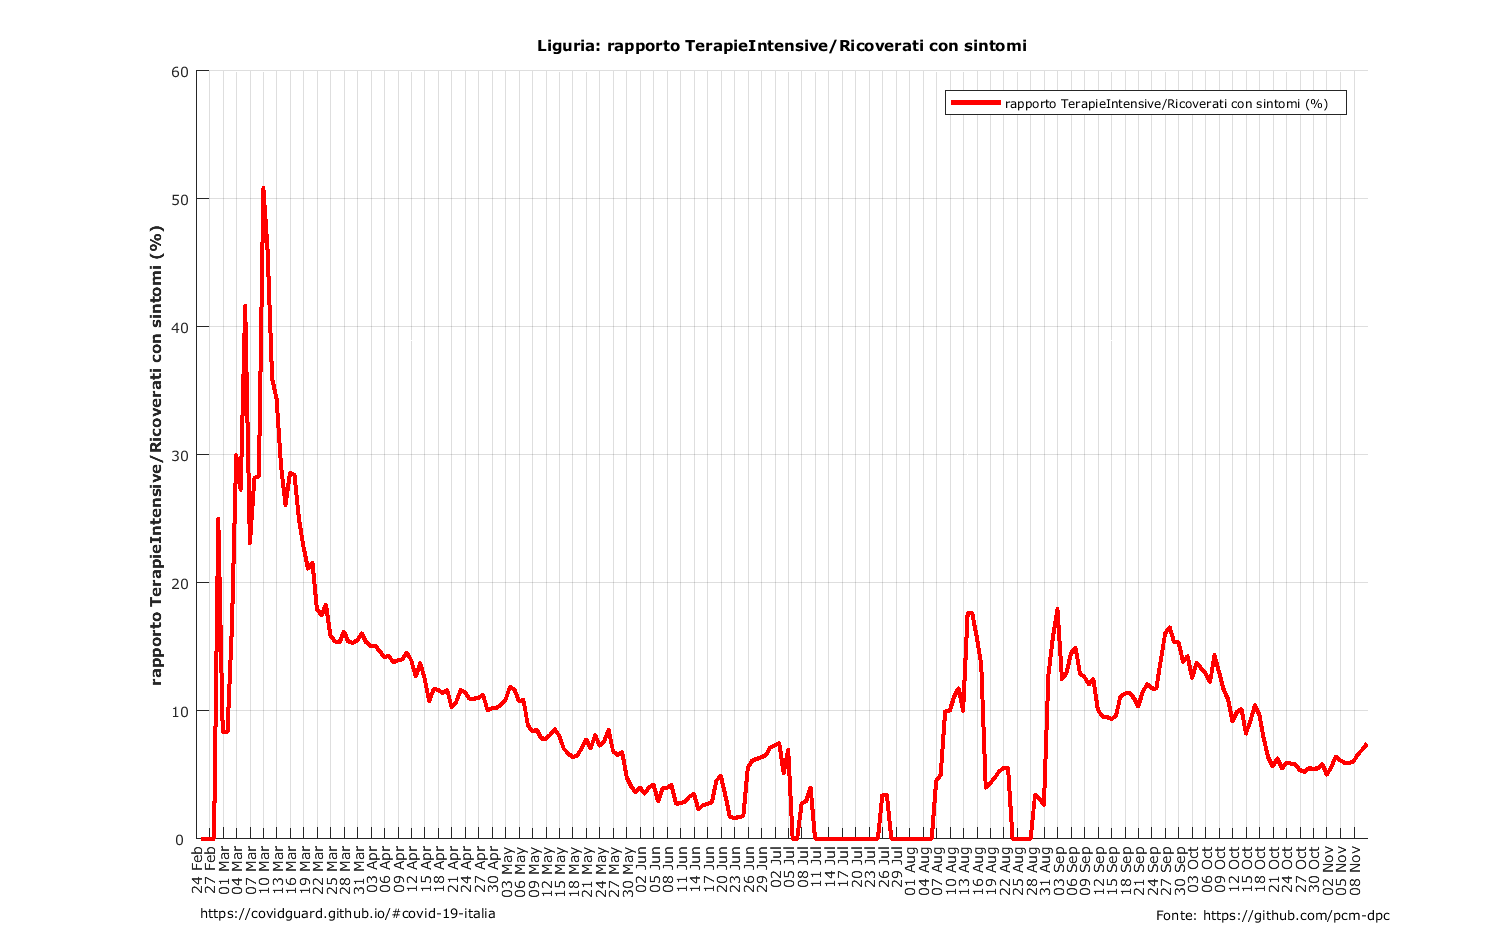 Liguria: rapporto TerapieIntensive/Ricoverati con sintomi
rapporto TerapieIntensive/Ricoverati con sintomi (%)
rapporto TerapieIntensive/Ricoverati con sintomi (%)
60
50
40
30
20
10
0
24 Feb
27 Feb
01 Mar
04 Mar
07 Mar
10 Mar
13 Mar
16 Mar
19 Mar
22 Mar
25 Mar
28 Mar
31 Mar
03 Apr
06 Apr
09 Apr
12 Apr
15 Apr
18 Apr
21 Apr
24 Apr
27 Apr
30 Apr
03 May
06 May
09 May
12 May
15 May
18 May
21 May
24 May
27 May
30 May
02 Jun
05 Jun
08 Jun
11 Jun
14 Jun
17 Jun
20 Jun
23 Jun
26 Jun
29 Jun
02 Jul
05 Jul
08 Jul
11 Jul
14 Jul
17 Jul
20 Jul
23 Jul
26 Jul
29 Jul
01 Aug
04 Aug
07 Aug
10 Aug
13 Aug
16 Aug
19 Aug
22 Aug
25 Aug
28 Aug
31 Aug
03 Sep
06 Sep
09 Sep
12 Sep
15 Sep
18 Sep
21 Sep
24 Sep
27 Sep
30 Sep
03 Oct
06 Oct
09 Oct
12 Oct
15 Oct
18 Oct
21 Oct
24 Oct
27 Oct
30 Oct
02 Nov
05 Nov
08 Nov
https://covidguard.github.io/#covid-19-italia
Fonte: https://github.com/pcm-dpc